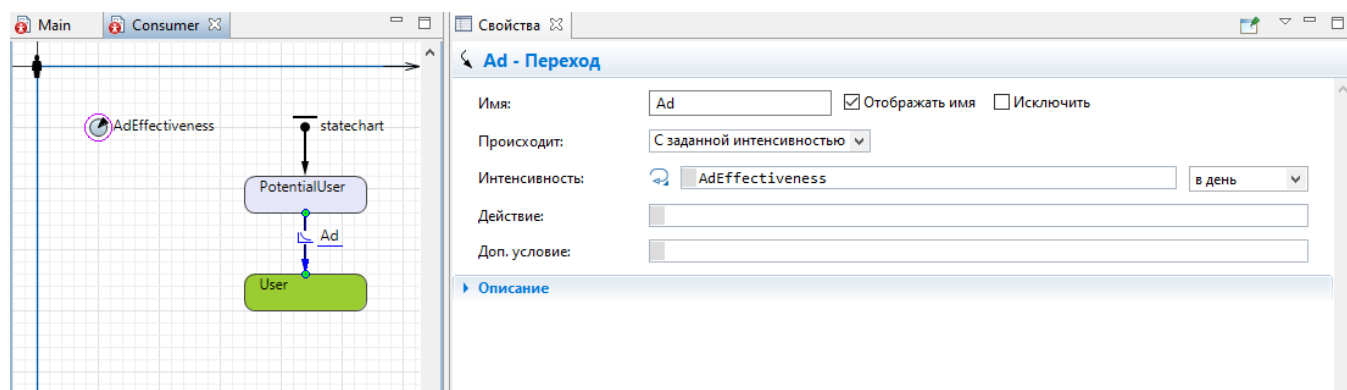 Main
Consumer
AdEffectiveness
statechart
PotentialUser
Ad
User
Свойства
Ad - Переход
Имя: Ad Отображать имя Исключить
Происходит: С заданной интенсивностью
Интенсивность: AdEffectiveness в день
Действие:
Доп. условие:
Описание